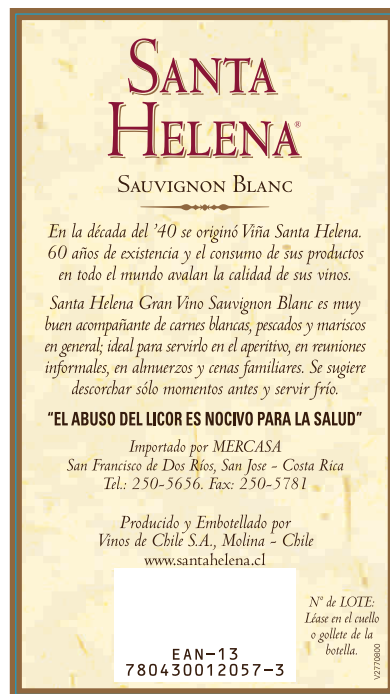 SANTA
HELENA®
SAUVIGNON BLANC
En la década del '40 se originó Viña Santa Helena.
60 años de existencia y el consumo de sus productos
en todo el mundo avalan la calidad de sus vinos.
Santa Helena Gran Vino Sauvignon Blanc es muy
buen acompañante de carnes blancas, pescados y mariscos
en general; ideal para servirlo en el aperitivo, en reuniones
informales, en almuerzos y cenas familiares. Se sugiere
descorchar sólo momentos antes y servir frío.
"EL ABUSO DEL LICOR ES NOCIVO PARA LA SALUD"
Importado por MERCASA
San Francisco de Dos Ríos, San Jose - Costa Rica
Tel.: 250-5656. Fax: 250-5781
Producido y Embotellado por
Vinos de Chile S.A., Molina - Chile
www.santahelena.cl
N° de LOTE:
Léase en el cuello
o gollete de la
botella.
EAN-13
780430012057-3
V2770800